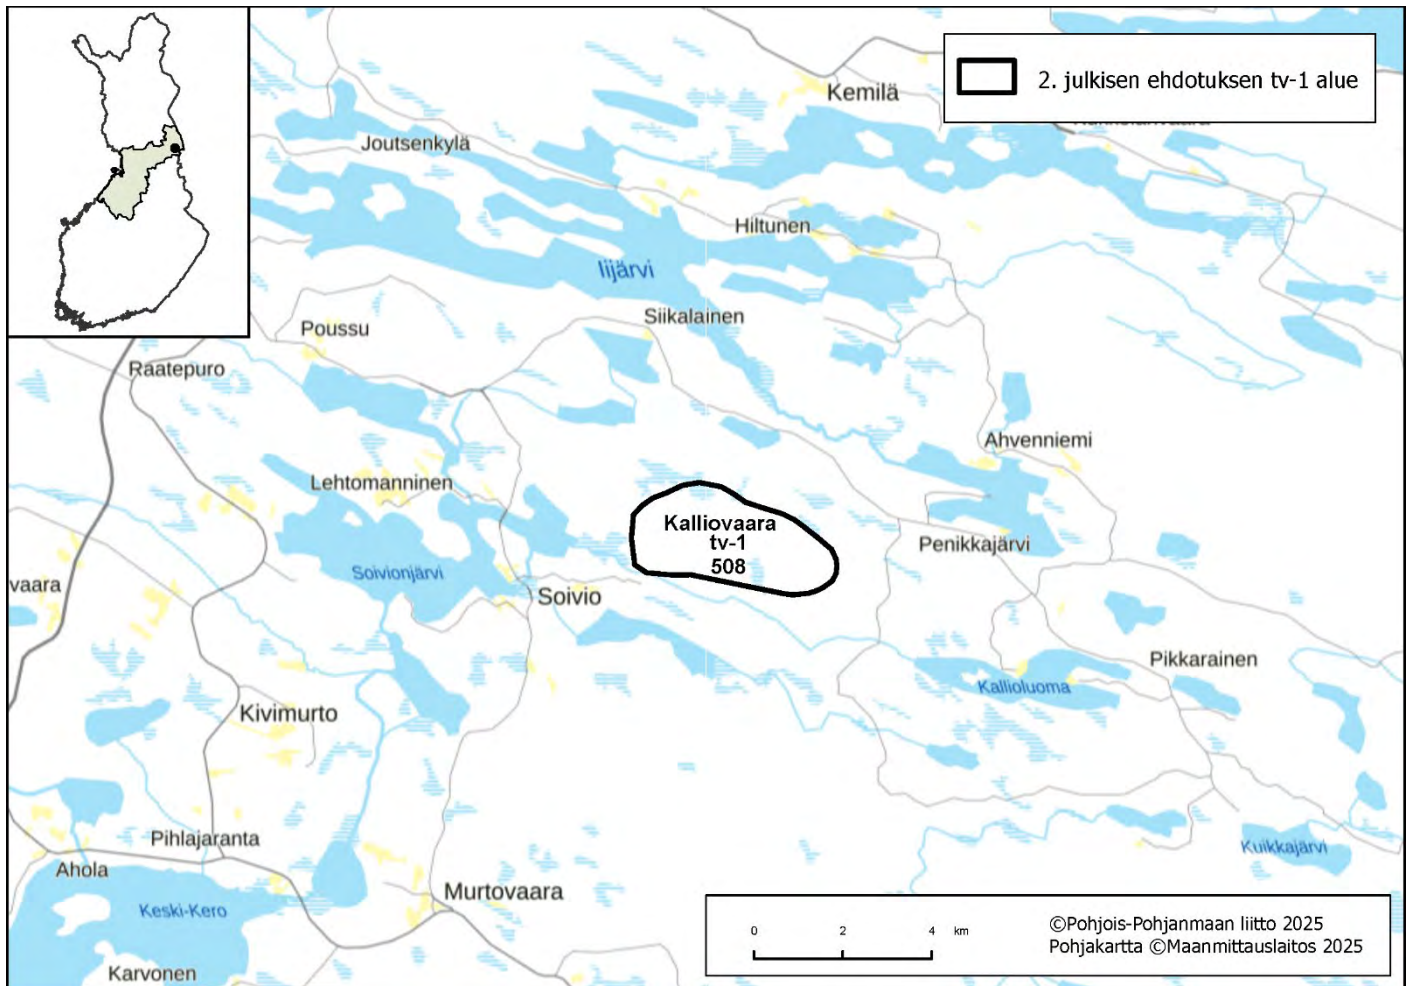 2. julkisen ehdotuksen tv-1 alue
Kemilä
Joutsenkylä
Hiltunen
Iijärvi
Siikalainen
Poussu
Raatepuro
Ahvenniemi
Lehtomanninen
Kalliovaara
tv-1
508
Penikkajärvi
Soivionjärvi
vaara
Soivio
Pikkarainen
Kallioluoma
Kivimurto
Pihlajaranta
Kuikkajärvi
Ahola
Murtovaara
Keski-Kero
Karvonen
0 2 4 km
©Pohjois-Pohjanmaan liitto 2025
Pohjakartta ©Maanmittauslaitos 2025